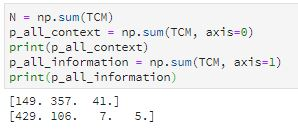 N = np.sum(TCM)
p_all_context = np.sum(TCM, axis=0)
print(p_all_context)
p_all_information = np.sum(TCM, axis=1)
print(p_all_information)
[149. 357.  41.]
[429. 106.   7.   5.]